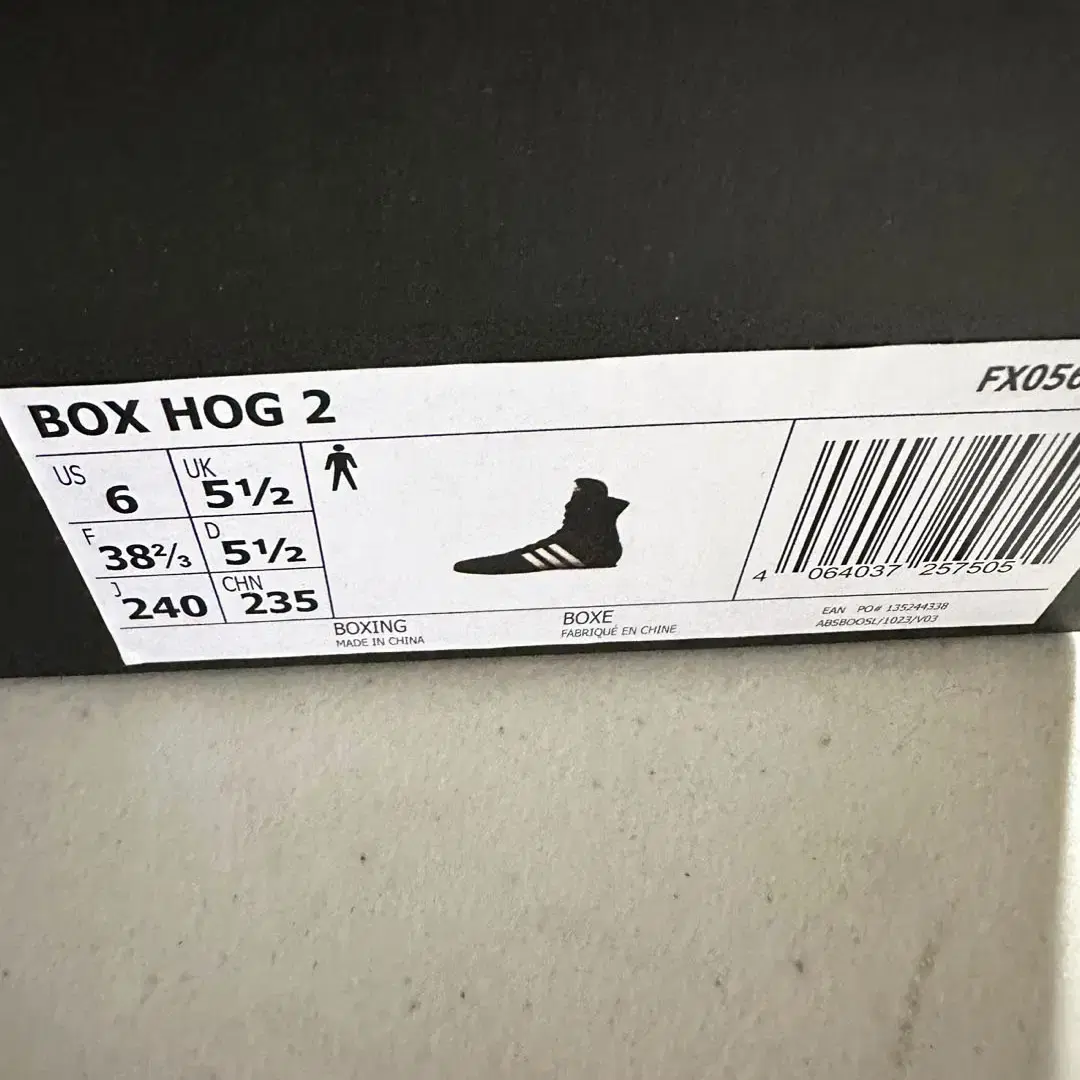 BOX HOG 2
FX056
US 6 UK 5½
F 38⅔ D 5½
J 240 CHN 235
BOXING
MADE IN CHINA
BOXE
FABRIQUÉ EN CHINE
4 064037 257505
EAN PO# 135244338
ABSBOOSL/1023/V03